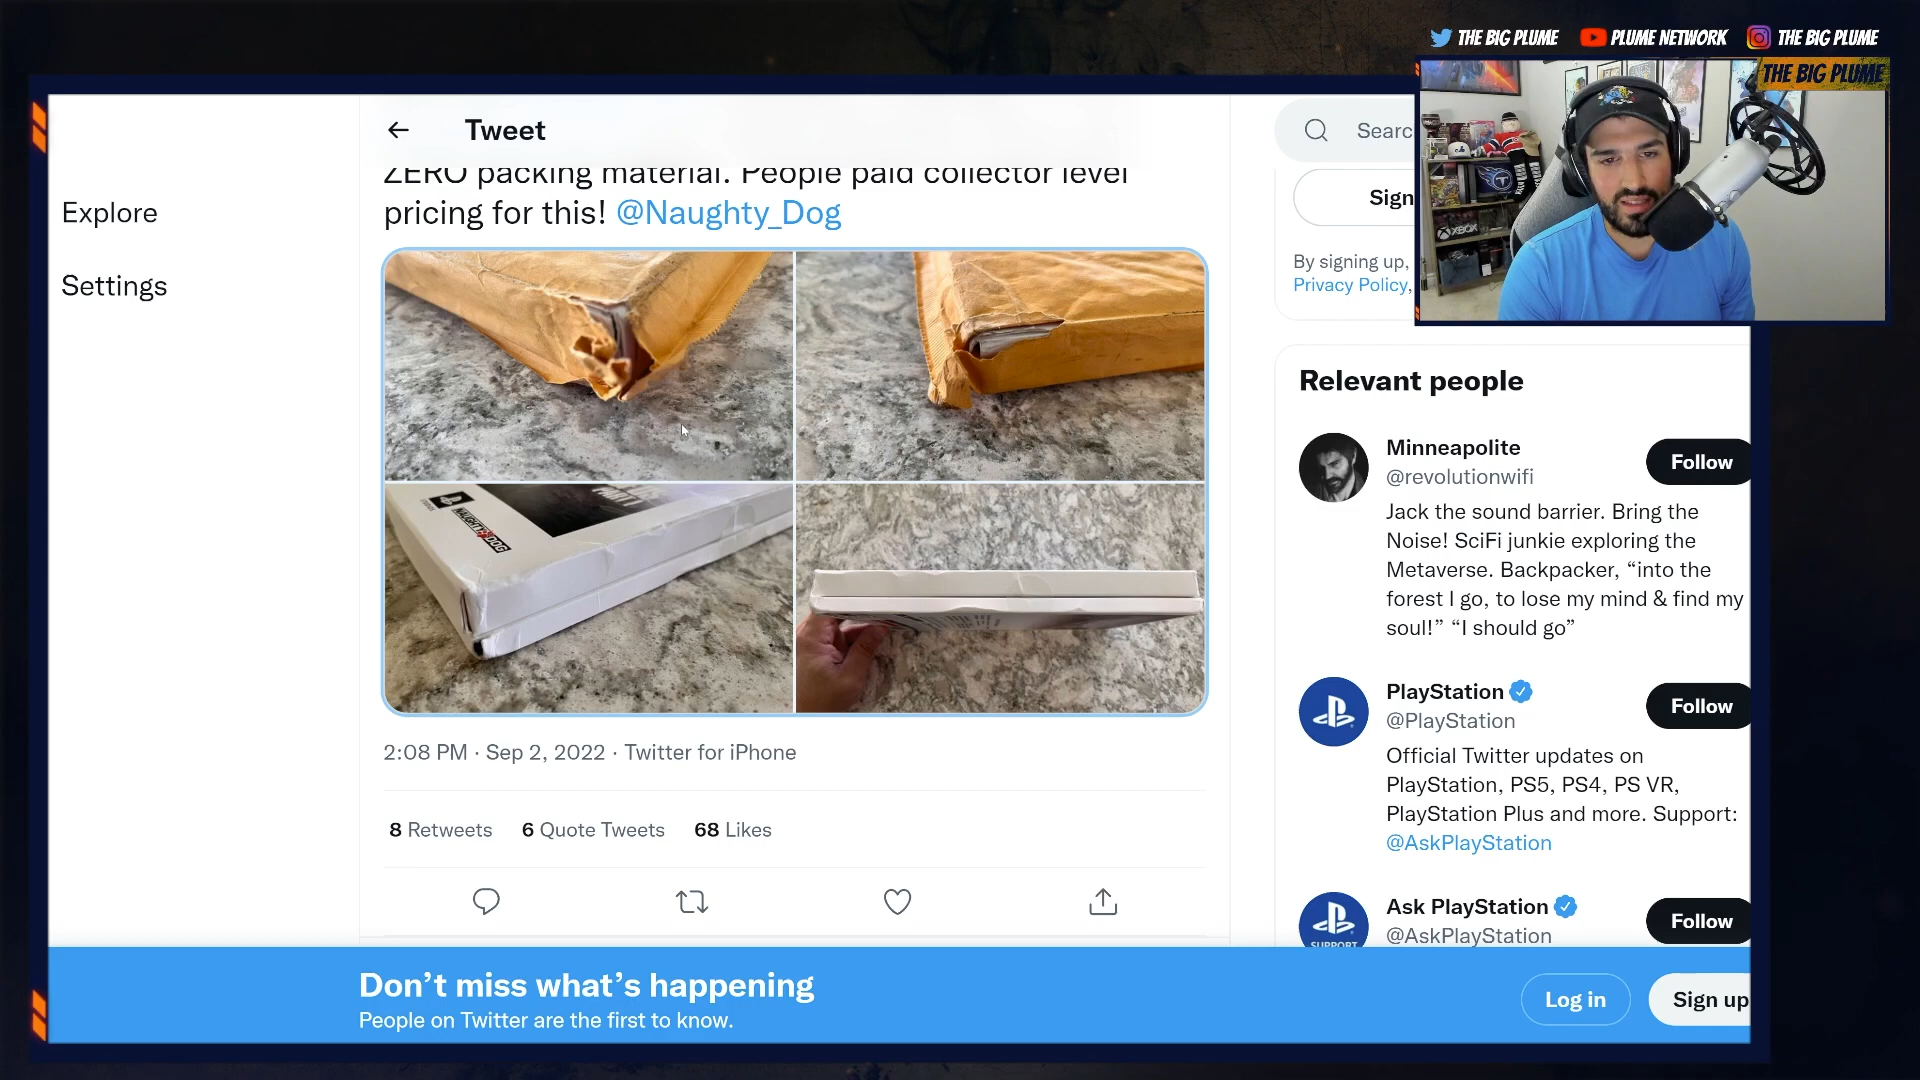 THE BIG PLUME PLUME NETWORK THE BIG PLUME
THE BIG PLUME
XBOX
Tweet
Explore
Settings
ZERO packing material. People paid collector level
pricing for this! @Naughty_Dog
NAUGHTY DOG
2:08 PM · Sep 2, 2022 · Twitter for iPhone
8 Retweets 6 Quote Tweets 68 Likes
Searc
Sign
By signing up,
Privacy Policy,
Relevant people
Minneapolite
@revolutionwifi
Follow
Jack the sound barrier. Bring the
Noise! SciFi junkie exploring the
Metaverse. Backpacker, “into the
forest I go, to lose my mind & find my
soul!” “I should go”
PlayStation
@PlayStation
Follow
Official Twitter updates on
PlayStation, PS5, PS4, PS VR,
PlayStation Plus and more. Support:
@AskPlayStation
Ask PlayStation
@AskPlayStation
Follow
SUPPORT
Don’t miss what’s happening
People on Twitter are the first to know.
Log in
Sign up